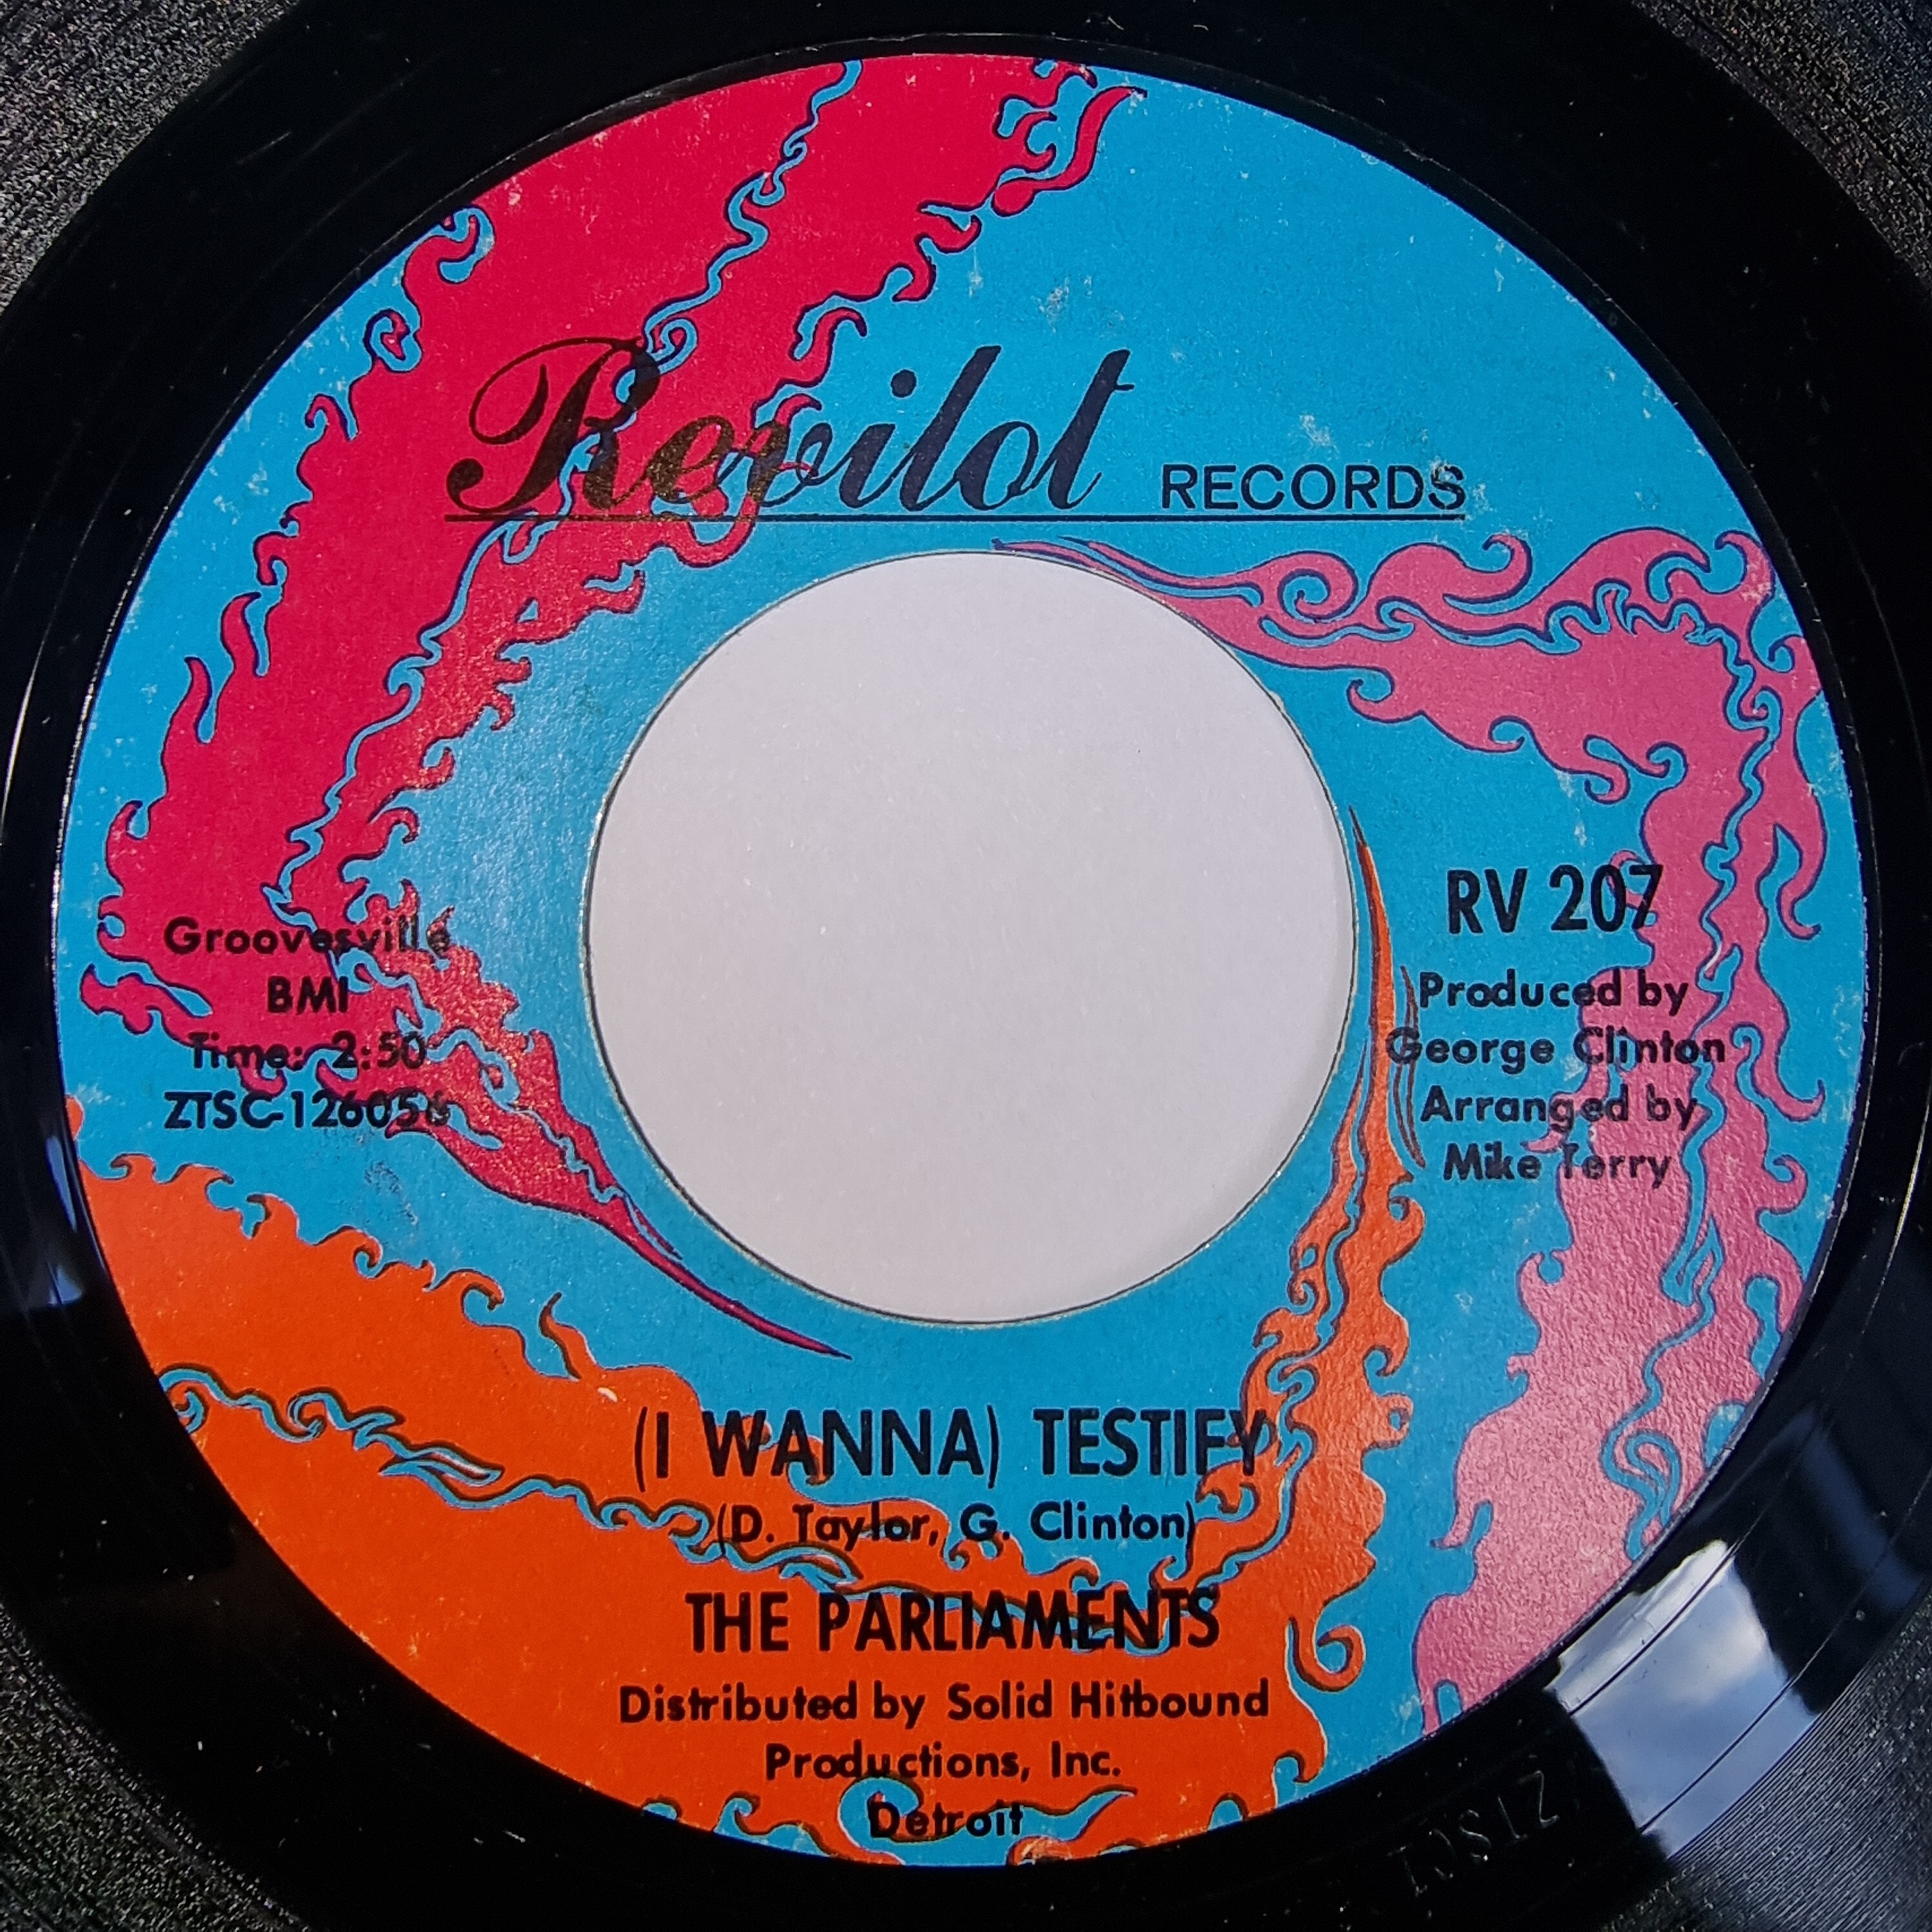 Revilot RECORDS
Groovesville
BMI
Time: 2:50
ZTSC-126056
RV 207
Produced by
George Clinton
Arranged by
Mike Terry
(I WANNA) TESTIFY
(D. Taylor, G. Clinton)
THE PARLIAMENTS
Distributed by Solid Hitbound
Productions, Inc.
Detroit